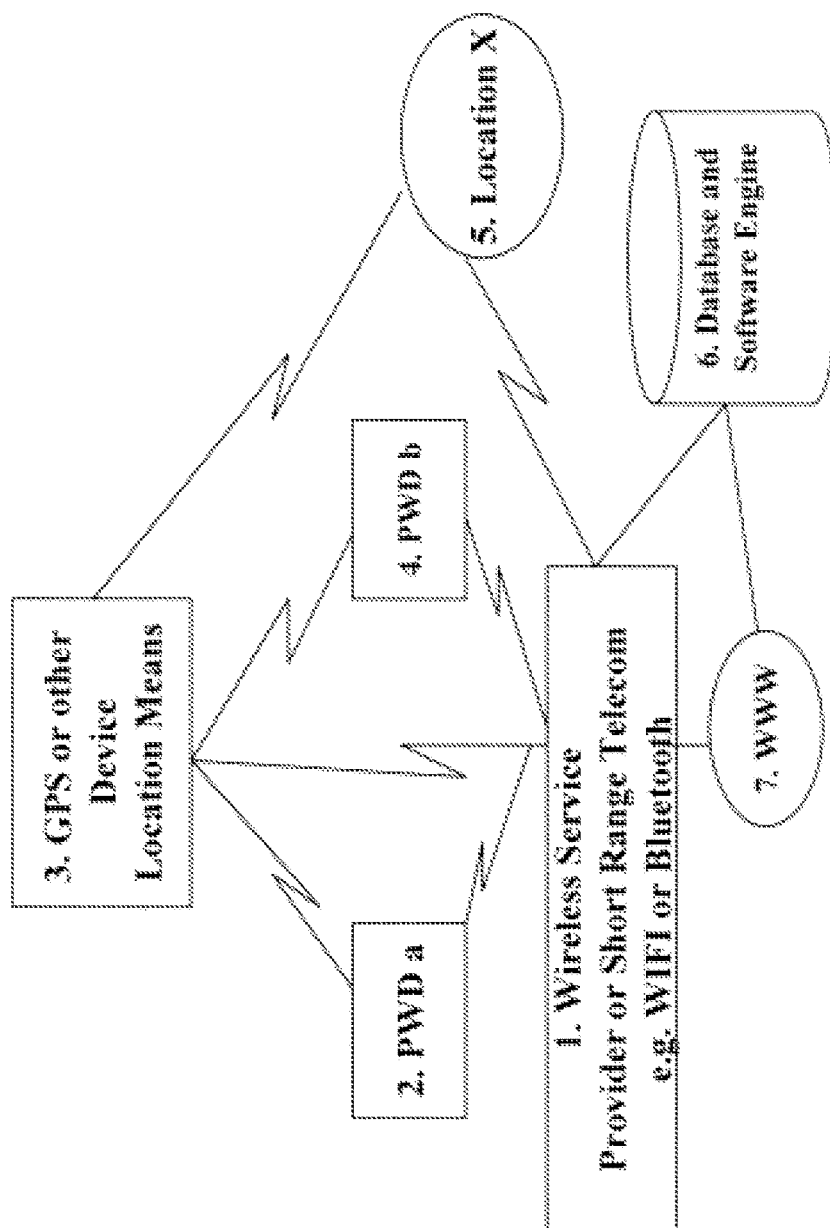 3. GPS or other
Device
Location Means
2. PWD a
4. PWD b
5. Location X
1. Wireless Service
Provider or Short Range Telecom
e.g. WIFI or Bluetooth
7. WWW
6. Database and
Software Engine